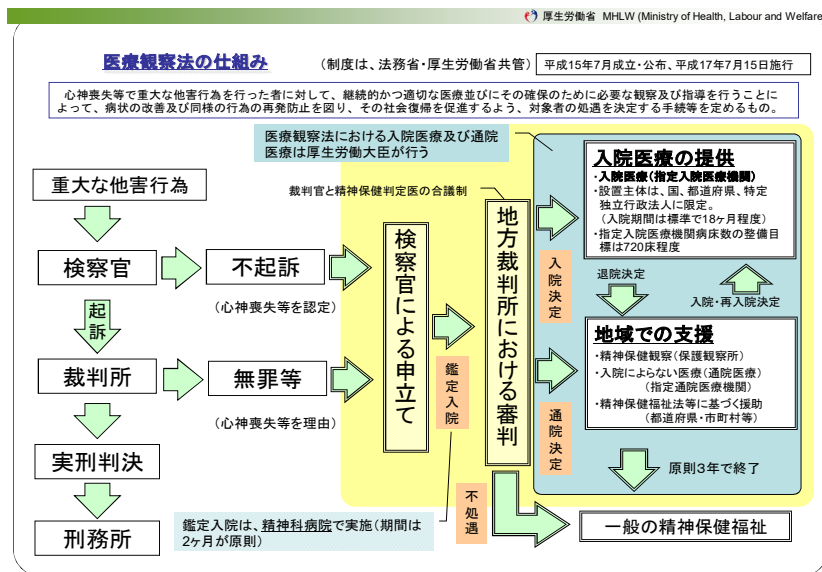 厚生労働省 MHLW (Ministry of Health, Labour and Welfare
医療観察法の仕組み
(制度は、法務省・厚生労働省共管)
平成15年7月成立・公布、平成17年7月15日施行
心神喪失等で重大な他害行為を行った者に対して、継続的かつ適切な医療並びにその確保のために必要な観察及び指導を行うことに
よって、病状の改善及び同様の行為の再発防止を図り、その社会復帰を促進するよう、対象者の処遇を決定する手続等を定めるもの。
医療観察法における入院医療及び通院
医療は厚生労働大臣が行う
重大な他害行為
検察官
不起訴
(心神喪失等を認定)
起訴
裁判所
無罪等
(心神喪失等を理由)
実刑判決
刑務所
検察官による申立て
鑑定入院
鑑定入院は、精神科病院で実施(期間は
2ヶ月が原則)
裁判官と精神保健判定医の合議制
地方裁判所における審判
入院決定
通院決定
不処遇
入院医療の提供
・入院医療(指定入院医療機関)
・設置主体は、国、都道府県、特定
独立行政法人に限定。
(入院期間は標準で18ヶ月程度)
・指定入院医療機関病床数の整備目
標は720床程度
退院決定
入院・再入院決定
地域での支援
・精神保健観察(保護観察所)
・入院によらない医療(通院医療)
(指定通院医療機関)
・精神保健福祉法等に基づく援助
(都道府県・市町村等)
原則3年で終了
一般の精神保健福祉